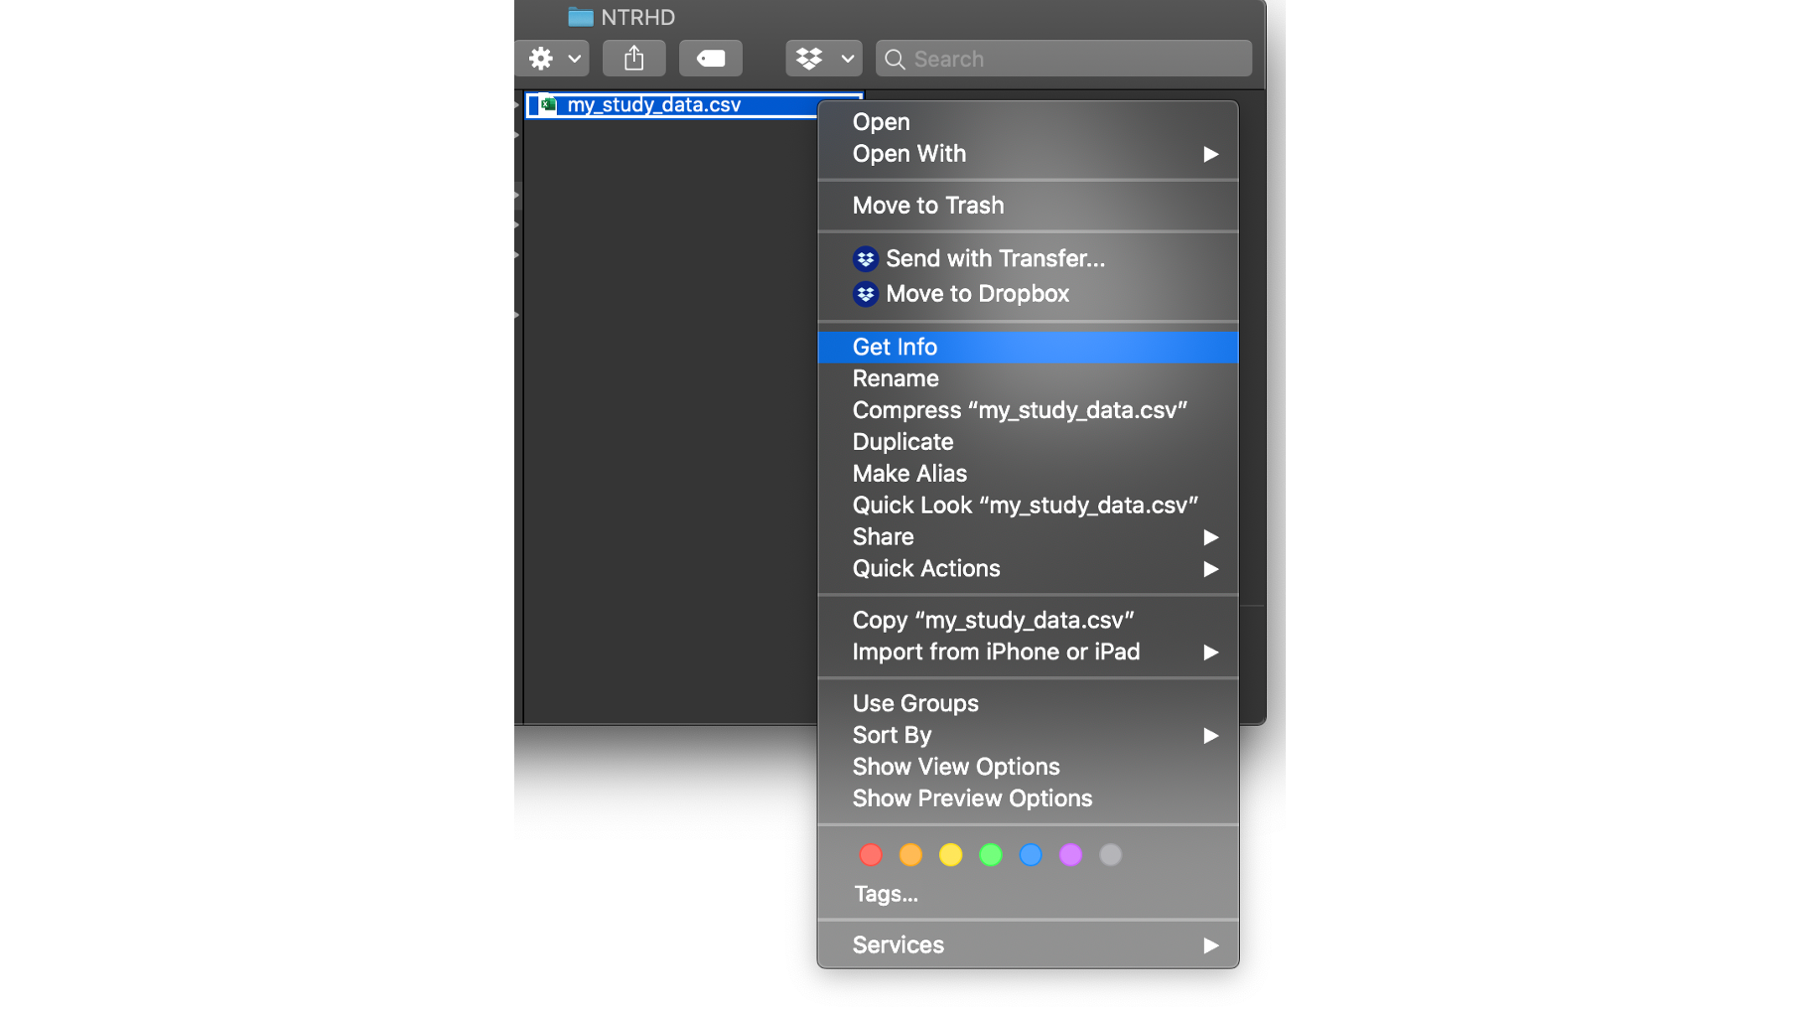 NTRHD
Search
my_study_data.csv
Open
Open With
Move to Trash
Send with Transfer...
Move to Dropbox
Get Info
Rename
Compress “my_study_data.csv”
Duplicate
Make Alias
Quick Look “my_study_data.csv”
Share
Quick Actions
Copy “my_study_data.csv”
Import from iPhone or iPad
Use Groups
Sort By
Show View Options
Show Preview Options
Tags...
Services